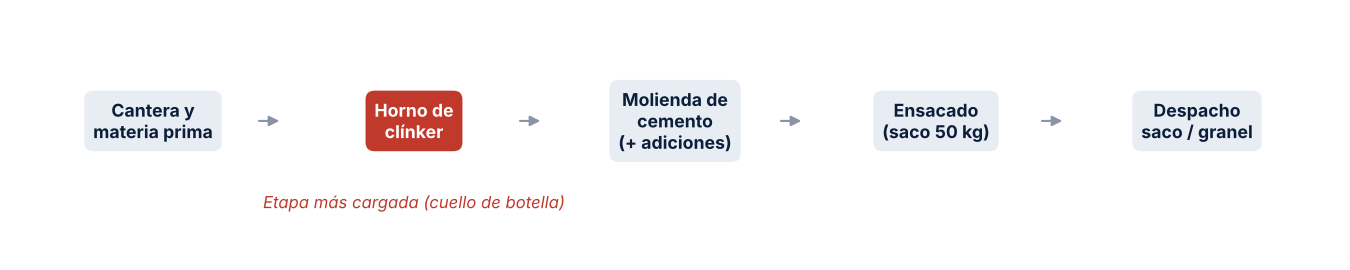 Cantera y
materia prima
Horno de
clínker
Molienda de
cemento
(+ adiciones)
Ensacado
(saco 50 kg)
Despacho
saco / granel
Etapa más cargada (cuello de botella)